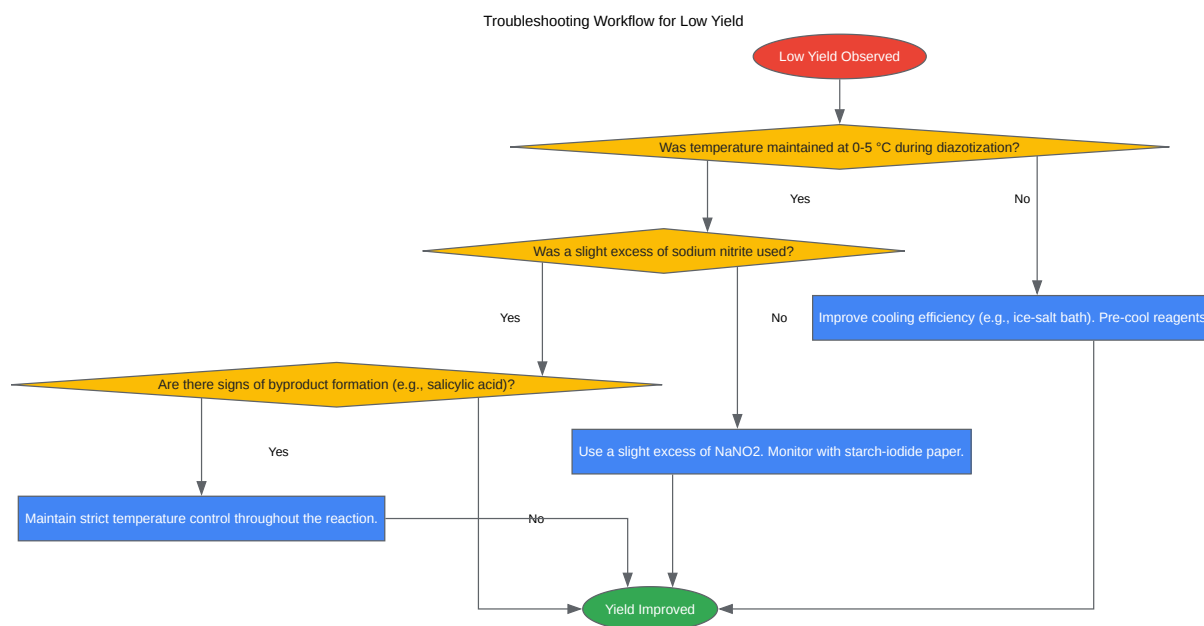 Troubleshooting Workflow for Low Yield
Low Yield Observed
Was temperature maintained at 0-5 °C during diazotization?
Yes
No
Was a slight excess of sodium nitrite used?
Yes
No
Improve cooling efficiency (e.g., ice-salt bath). Pre-cool reagents
Are there signs of byproduct formation (e.g., salicylic acid)?
Yes
Use a slight excess of NaNO2. Monitor with starch-iodide paper.
Maintain strict temperature control throughout the reaction.
No
Yield Improved